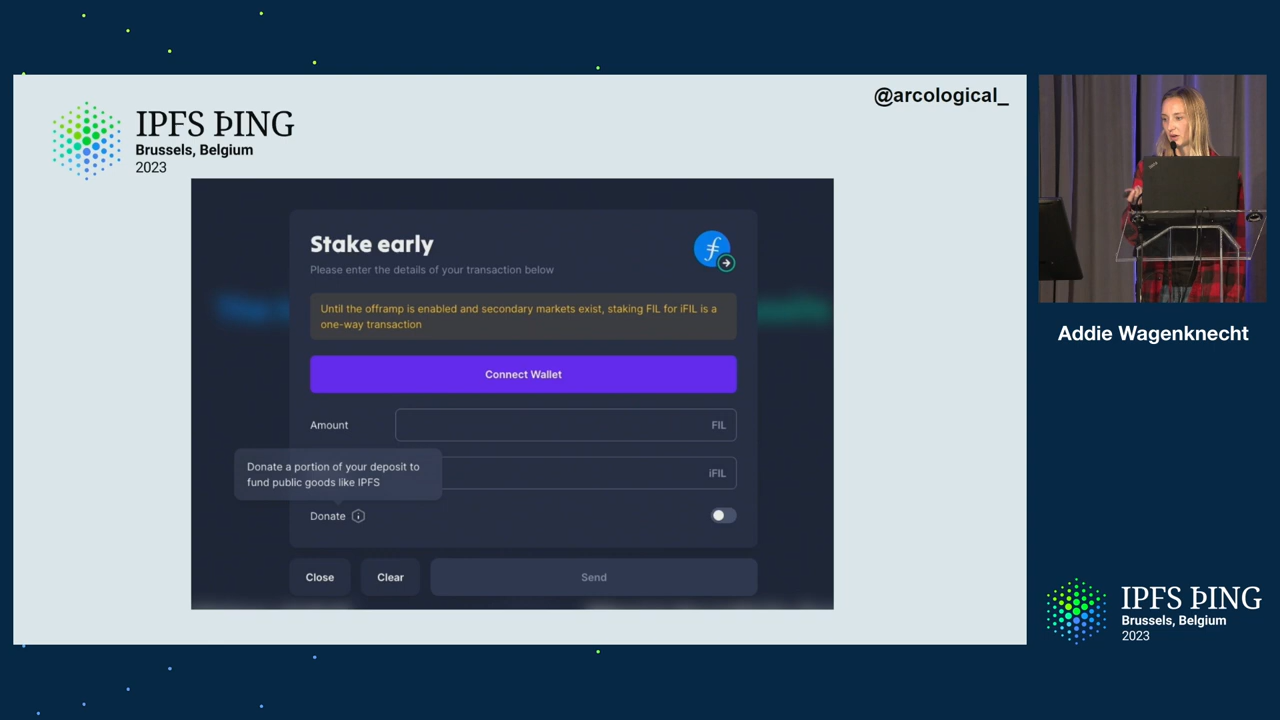 @arcological_
IPFS ÞING
Brussels, Belgium
2023
Stake early
Please enter the details of your transaction below
Until the offramp is enabled and secondary markets exist, staking FIL for iFIL is a
one-way transaction
Connect Wallet
Amount
FIL
Donate a portion of your deposit to
fund public goods like IPFS
iFIL
Donate
Close
Clear
Send
Addie Wagenknecht
IPFS ÞING
Brussels, Belgium
2023